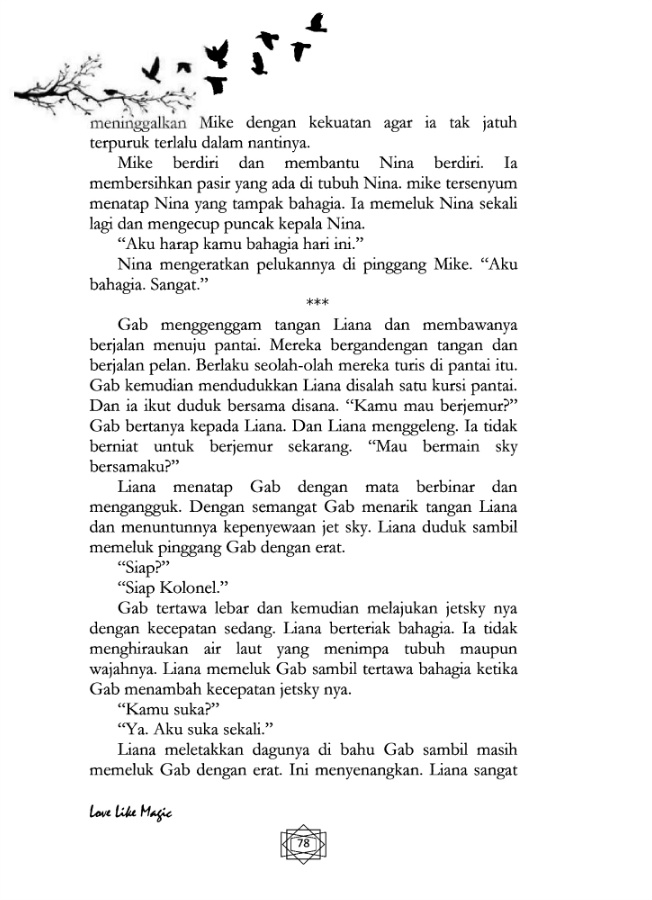 meninggalkan Mike dengan kekuatan agar ia tak jatuh
terpuruk terlalu dalam nantinya.
Mike berdiri dan membantu Nina berdiri. Ia
membersihkan pasir yang ada di tubuh Nina. mike tersenyum
menatap Nina yang tampak bahagia. Ia memeluk Nina sekali
lagi dan mengecup puncak kepala Nina.
“Aku harap kamu bahagia hari ini.”
Nina mengeratkan pelukannya di pinggang Mike. “Aku
bahagia. Sangat.”
***
Gab menggenggam tangan Liana dan membawanya
berjalan menuju pantai. Mereka bergandengan tangan dan
berjalan pelan. Berlaku seolah-olah mereka turis di pantai itu.
Gab kemudian mendudukkan Liana disalah satu kursi pantai.
Dan ia ikut duduk bersama disana. “Kamu mau berjemur?”
Gab bertanya kepada Liana. Dan Liana menggeleng. Ia tidak
berniat untuk berjemur sekarang. “Mau bermain sky
bersamaku?”
Liana menatap Gab dengan mata berbinar dan
mengangguk. Dengan semangat Gab menarik tangan Liana
dan menuntunnya kepenyewaan jet sky. Liana duduk sambil
memeluk pinggang Gab dengan erat.
“Siap?”
“Siap Kolonel.”
Gab tertawa lebar dan kemudian melajukan jetsky nya
dengan kecepatan sedang. Liana berteriak bahagia. Ia tidak
menghiraukan air laut yang menimpa tubuh maupun
wajahnya. Liana memeluk Gab sambil tertawa bahagia ketika
Gab menambah kecepatan jetsky nya.
“Kamu suka?”
“Ya. Aku suka sekali.”
Liana meletakkan dagunya di bahu Gab sambil masih
memeluk Gab dengan erat. Ini menyenangkan. Liana sangat
Love Like Magic
78